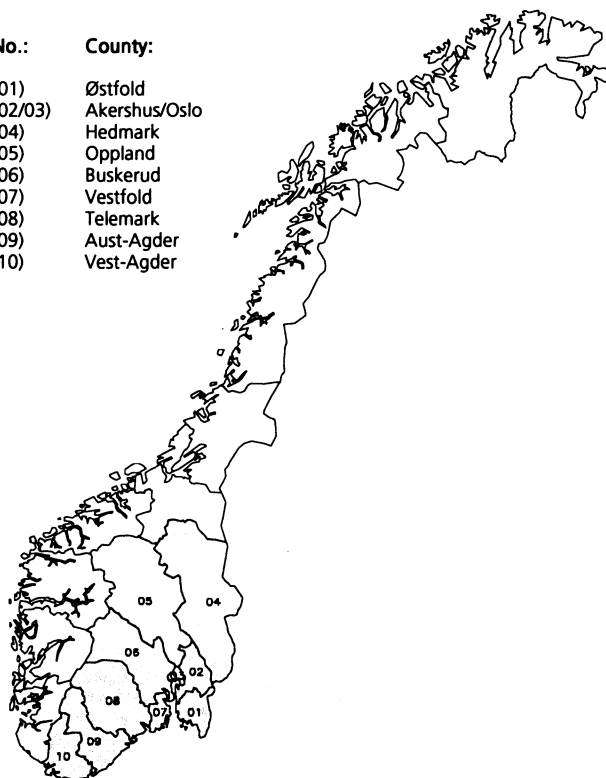 No.: County:
01) Østfold
02/03) Akershus/Oslo
04) Hedmark
05) Oppland
06) Buskerud
07) Vestfold
08) Telemark
09) Aust-Agder
10) Vest-Agder
05
04
06
02
08
07
01
09
10